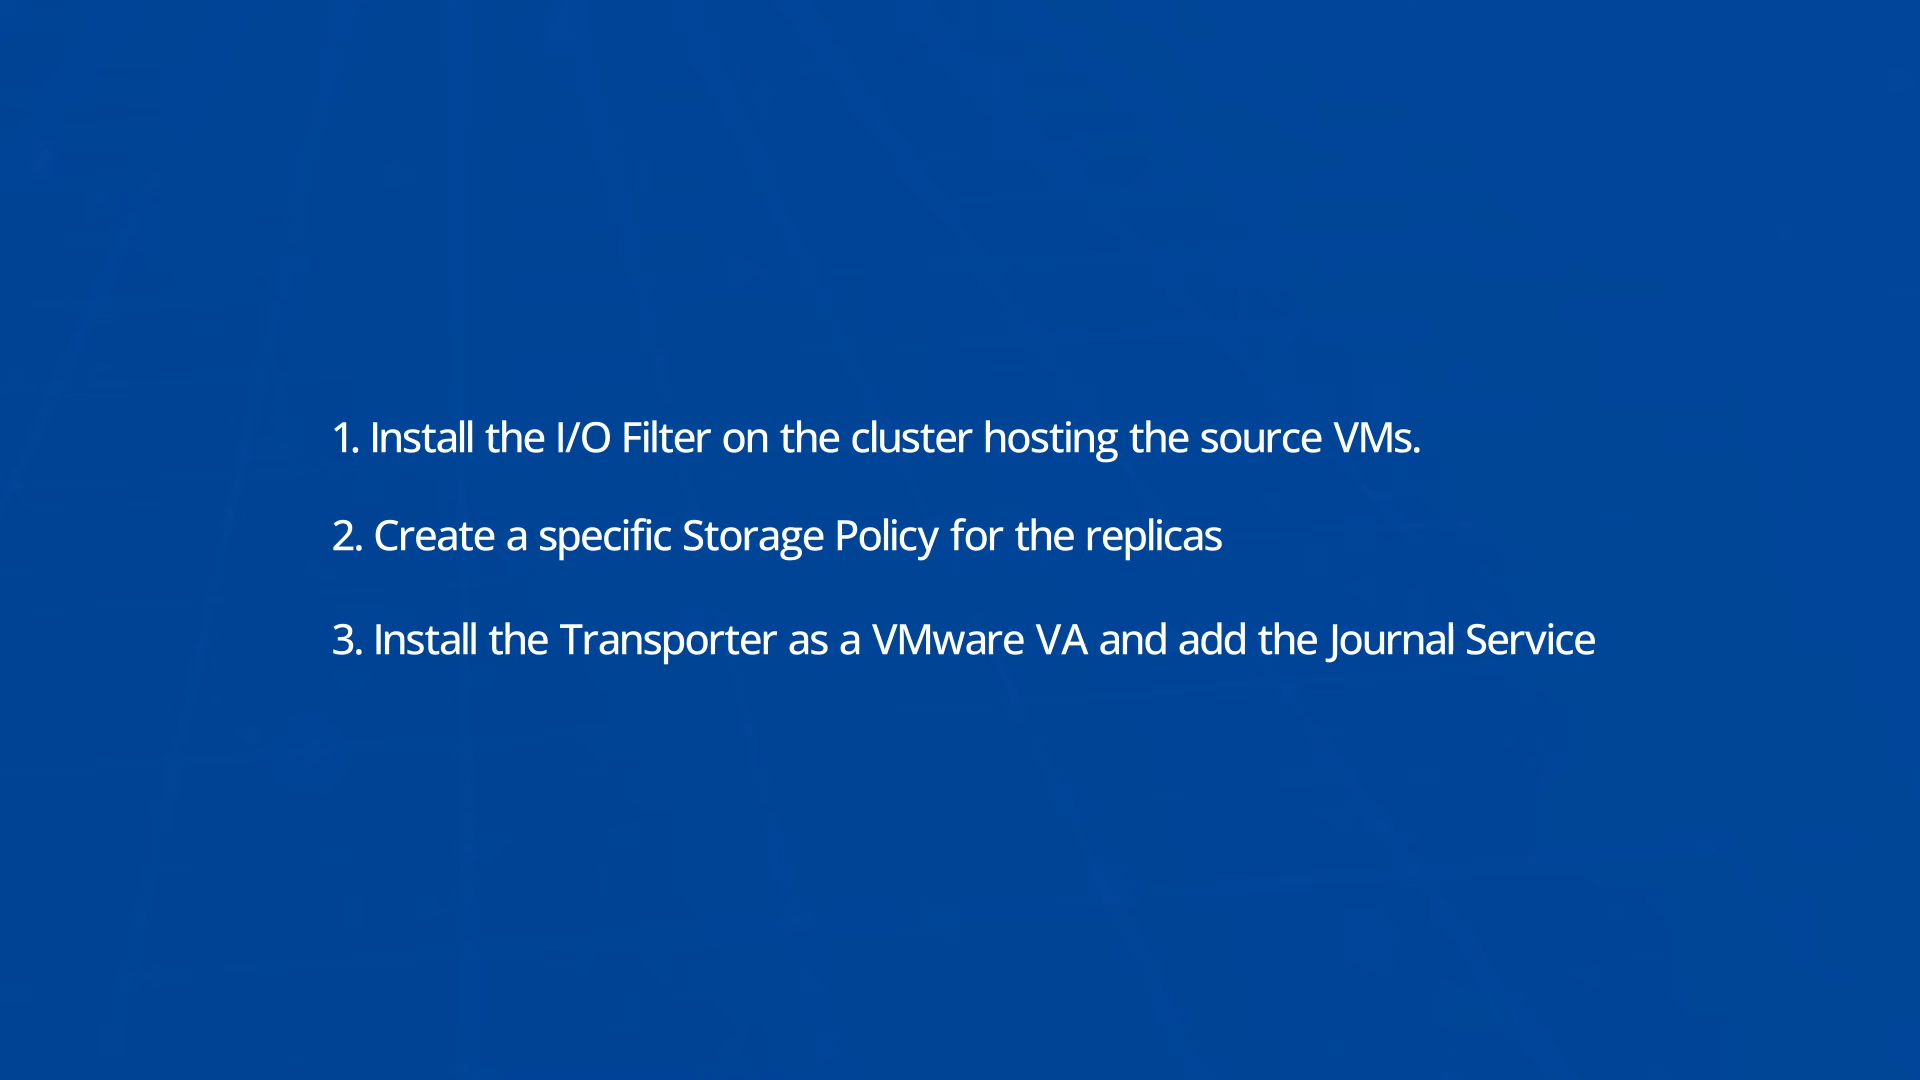 1. Install the I/O Filter on the cluster hosting the source VMs.
2. Create a specific Storage Policy for the replicas
3. Install the Transporter as a VMware VA and add the Journal Service